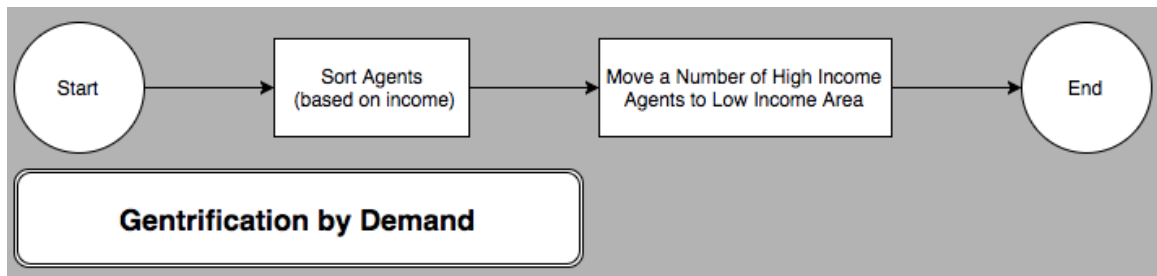 Start
Sort Agents
(based on income)
Move a Number of High Income
Agents to Low Income Area
End
Gentrification by Demand